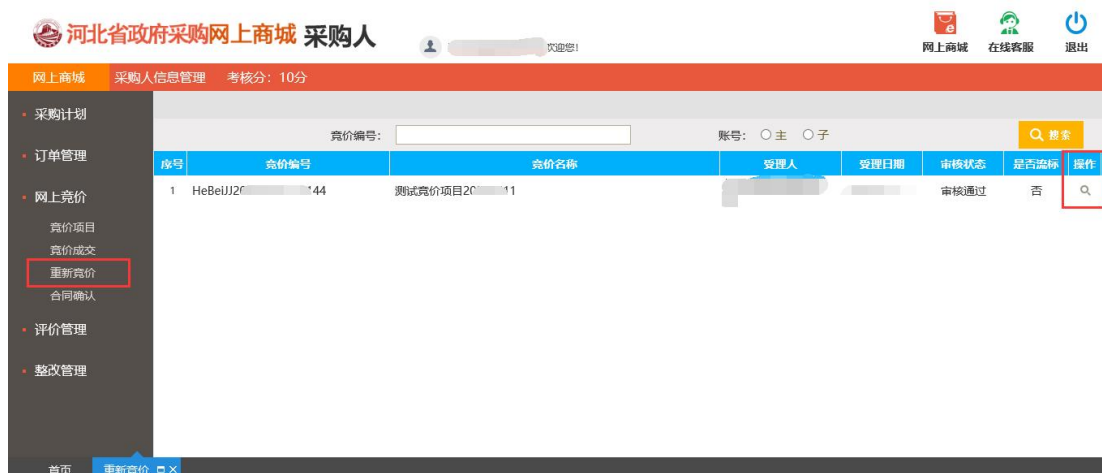 河北省政府采购网上商城 采购人
欢迎您!
网上商城 在线客服 退出
网上商城 采购人信息管理 考核分:10分
采购计划
订单管理
网上竞价
竞价项目
竞价成交
重新竞价
合同确认
评价管理
整改管理
竞价编号:
账号: 主 子
搜索
序号 竞价编号 竞价名称 受理人 受理日期 审核状态 是否流标 操作
1 HeBeiJJ20 144 测试竞价项目20 11 审核通过 否
首页 重新竞价